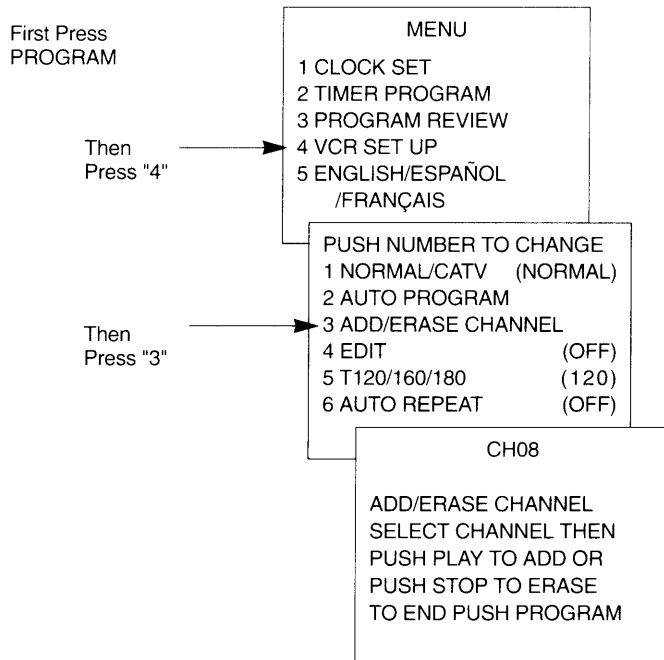 First Press
PROGRAM
MENU
1 CLOCK SET
2 TIMER PROGRAM
3 PROGRAM REVIEW
Then
Press "4"
4 VCR SET UP
5 ENGLISH/ESPAÑOL
/FRANÇAIS
PUSH NUMBER TO CHANGE
1 NORMAL/CATV (NORMAL)
2 AUTO PROGRAM
Then
Press "3"
3 ADD/ERASE CHANNEL
4 EDIT (OFF)
5 T120/160/180 (120)
6 AUTO REPEAT (OFF)
CH08
ADD/ERASE CHANNEL
SELECT CHANNEL THEN
PUSH PLAY TO ADD OR
PUSH STOP TO ERASE
TO END PUSH PROGRAM